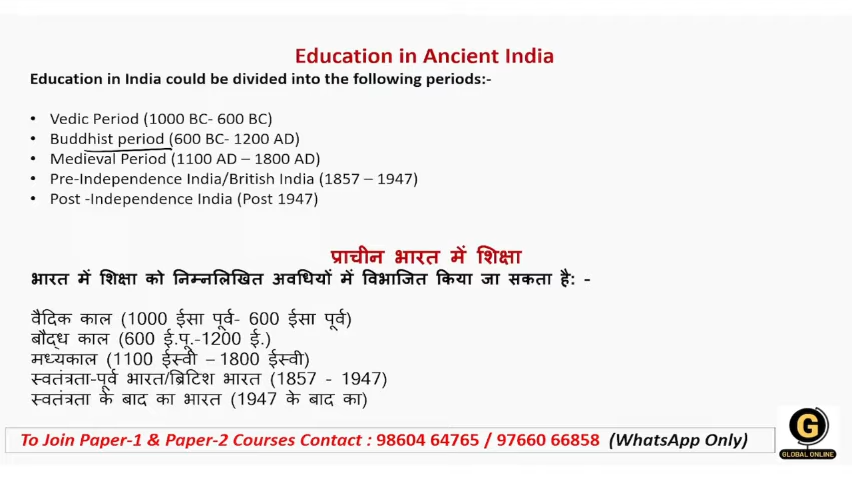 Education in Ancient India
Education in India could be divided into the following periods:-
• Vedic Period (1000 BC- 600 BC)
• Buddhist period (600 BC- 1200 AD)
• Medieval Period (1100 AD – 1800 AD)
• Pre-Independence India/British India (1857 – 1947)
• Post -Independence India (Post 1947)
प्राचीन भारत में शिक्षा
भारत में शिक्षा को निम्नलिखित अवधियों में विभाजित किया जा सकता है: -
वैदिक काल (1000 ईसा पूर्व- 600 ईसा पूर्व)
बौद्ध काल (600 ई.पू.-1200 ई.)
मध्यकाल (1100 ईस्वी – 1800 ईस्वी)
स्वतंत्रता-पूर्व भारत/ब्रिटिश भारत (1857 - 1947)
स्वतंत्रता के बाद का भारत (1947 के बाद का)
To Join Paper-1 & Paper-2 Courses Contact : 98604 64765 / 97660 66858 (WhatsApp Only)
G
GLOBAL ONLINE